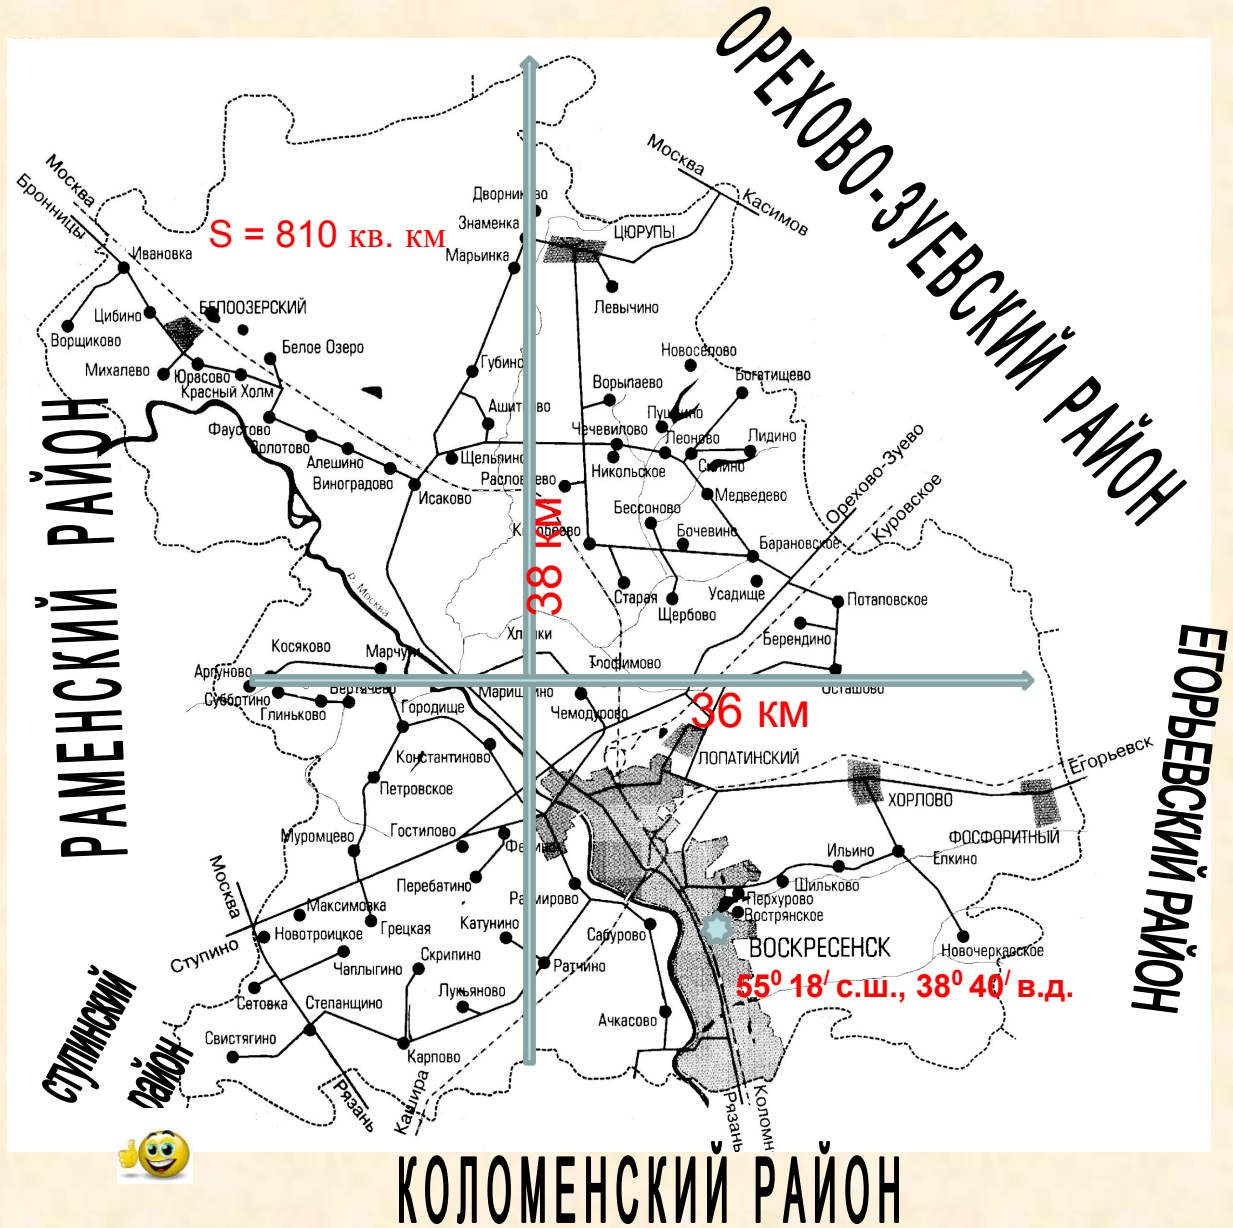 ОРЕХОВО-ЗУЕВСКИЙ РАЙОН
Москва
Бронницы
Москва
Касимов
Дворниково
Знаменка
ЦЮРУПЫ
S = 810 кв. км
Ивановка
Марьинка
Левычино
Цибино
БЕЛООЗЕРСКИЙ
Ворщиково
Белое Озеро
Новоселово
Михалево
Юрасово
Губино
Богатищево
Красный Холм
Ворыпаево
РАМЕНСКИЙ РАЙОН
Ашитково
Фаустово
Чечевилово
Леоново
Лидино
Золотово
Щельпино
Алешино
Никольское
Силино
Виноградово
Исаково
Медведево
Орехово-Зуево
Куровское
Бессоново
Бочевино
Барановское
38 км
р. Москва
Старая
Усадище
Потаповское
Щербово
Берендино
Косяково
Марчуги
Хлопки
Трофимово
Аргуново
Субботино
Вертячево
Маришкино
Осташово
Глиньково
Городище
Чемодурово
36 км
Константиново
ЛОПАТИНСКИЙ
Егорьевск
ЕГОРЬЕВСКИЙ РАЙОН
Петровское
ХОРЛОВО
Муромцево
Гостилово
ФОСФОРИТНЫЙ
Федино
Ильино
Елкино
Москва
Перебатино
Шильково
Максимовка
Перхурово
Вострянское
Новотроицкое
Грецкая
Катунино
Сабурово
ВОСКРЕСЕНСК
Новочеркасское
Ступино
Чаплыгино
Скрипино
Ратчино
55⁰ 18/ с.ш., 38⁰ 40/ в.д.
Сетовка
Степанщино
Лукьяново
Ачкасово
СТУПИНСКИЙ
РАЙОН
Свистягино
Карпово
Рязань
Кашира
Рязань
КОЛОМЕНСКИЙ РАЙОН